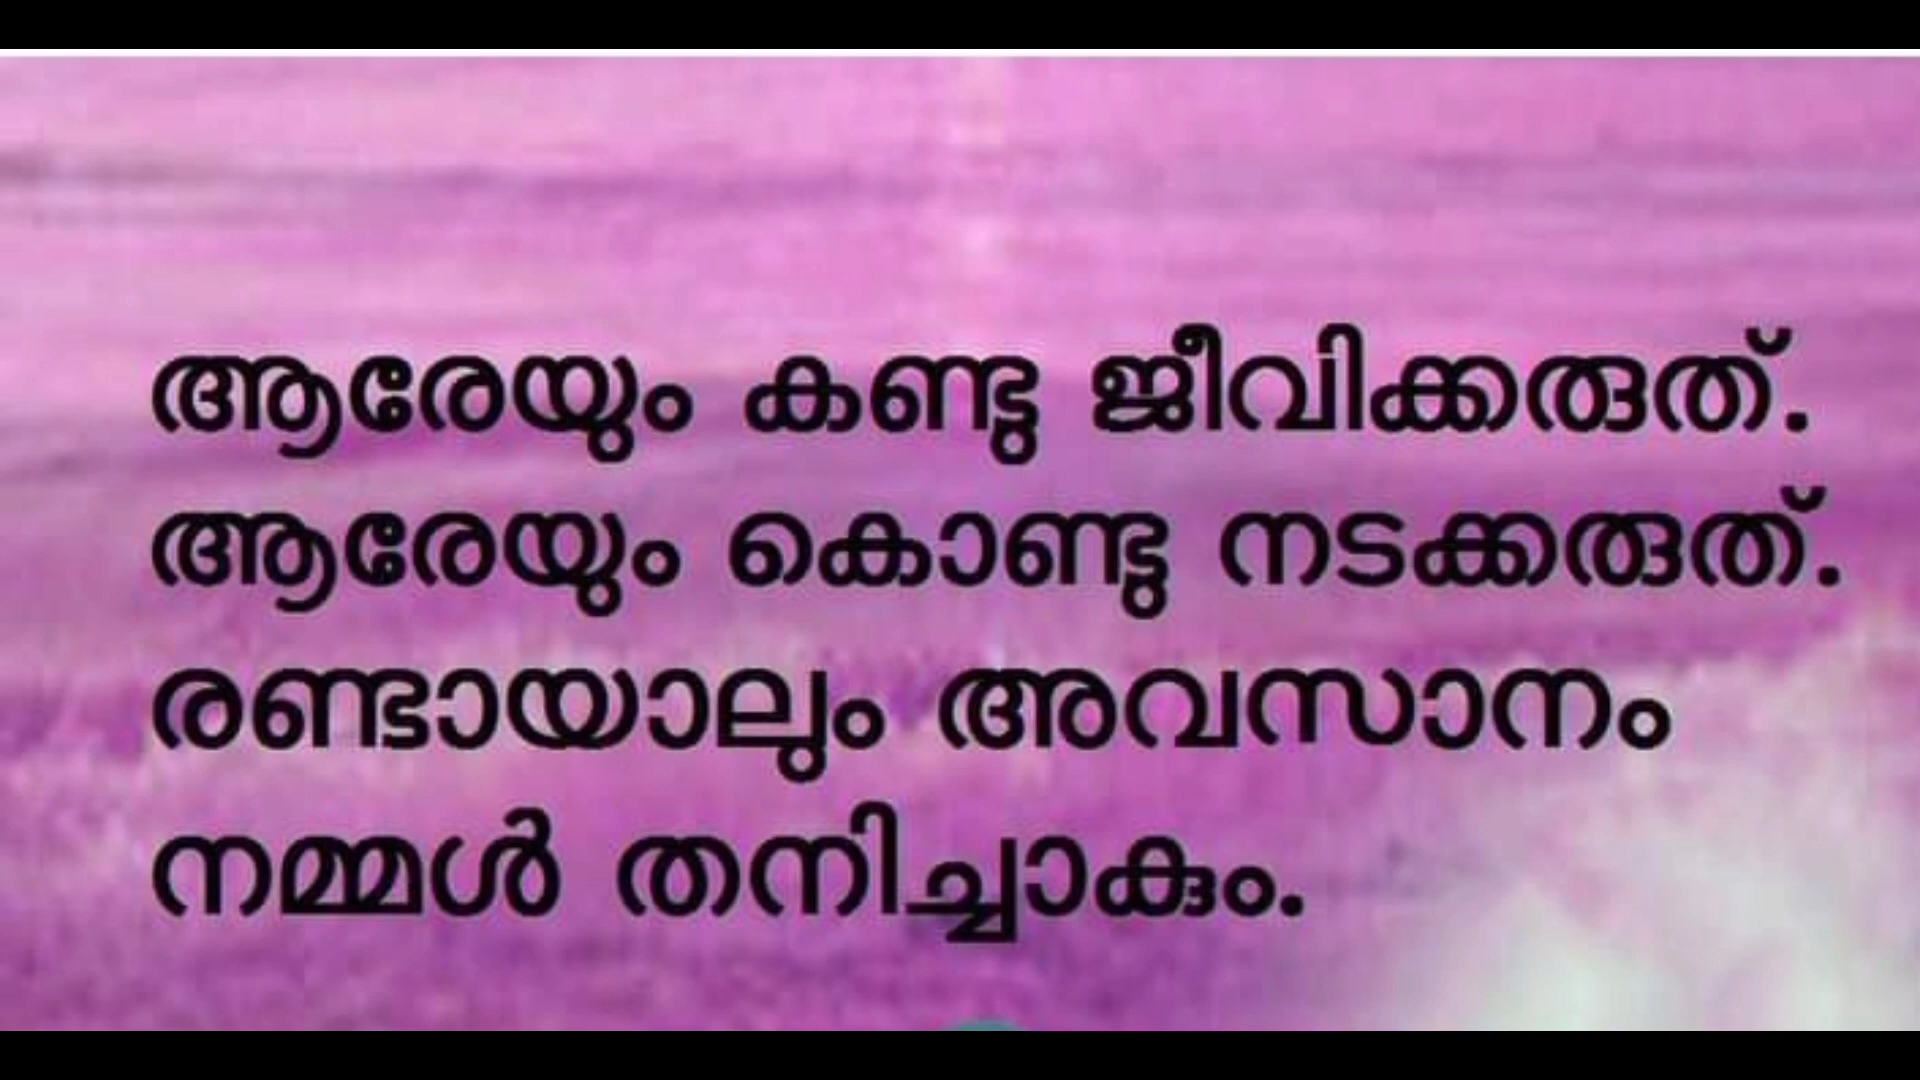 ആരേയും കണ്ടു ജീവിക്കരുത്.
ആരേയും കൊണ്ടു നടക്കരുത്.
രണ്ടായാലും അവസാനം
നമ്മൾ തനിച്ചാകും.